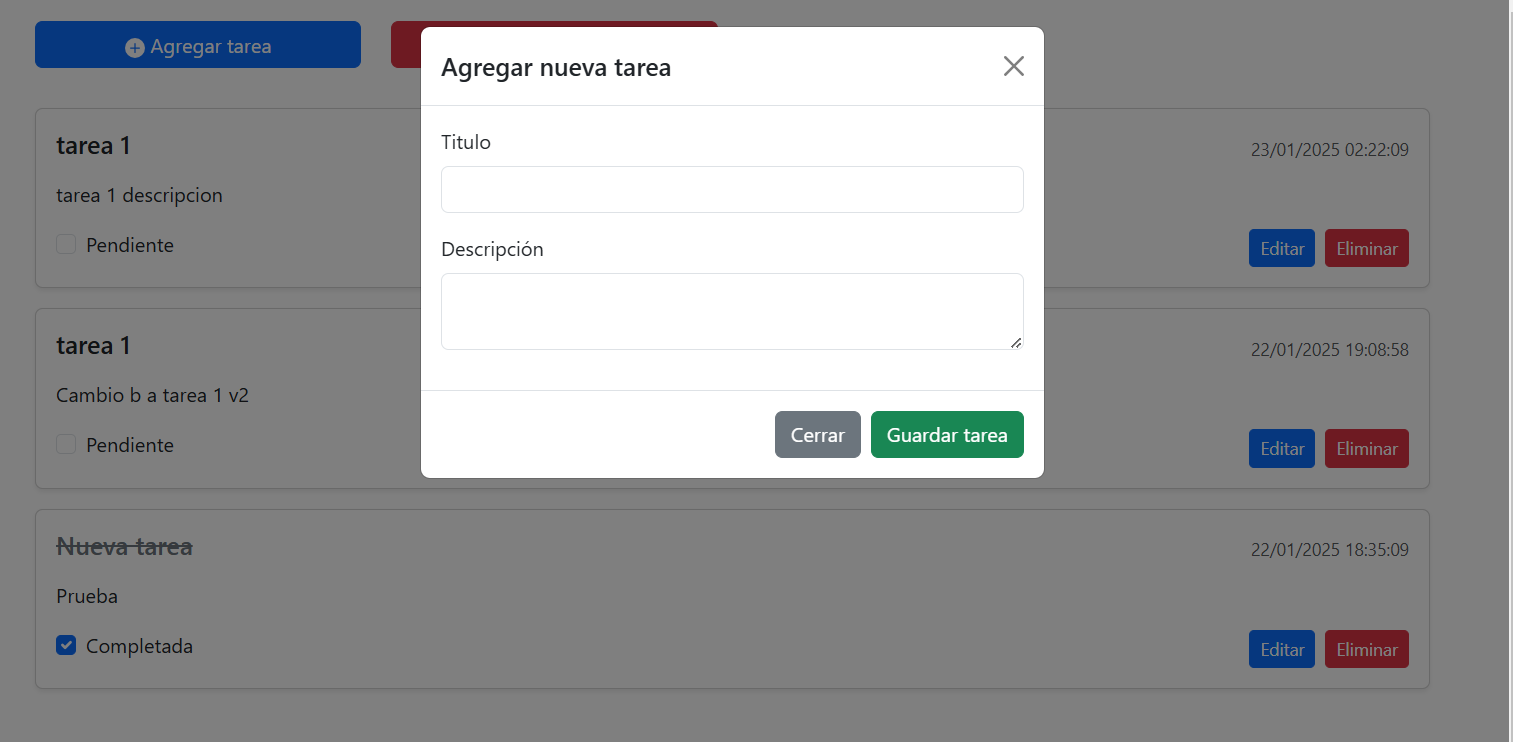 Agregar tarea
Agregar nueva tarea
Titulo
Descripción
Cerrar
Guardar tarea
tarea 1
23/01/2025 02:22:09
tarea 1 descripcion
Pendiente
Editar
Eliminar
tarea 1
22/01/2025 19:08:58
Cambio b a tarea 1 v2
Pendiente
Editar
Eliminar
Nueva tarea
22/01/2025 18:35:09
Prueba
Completada
Editar
Eliminar